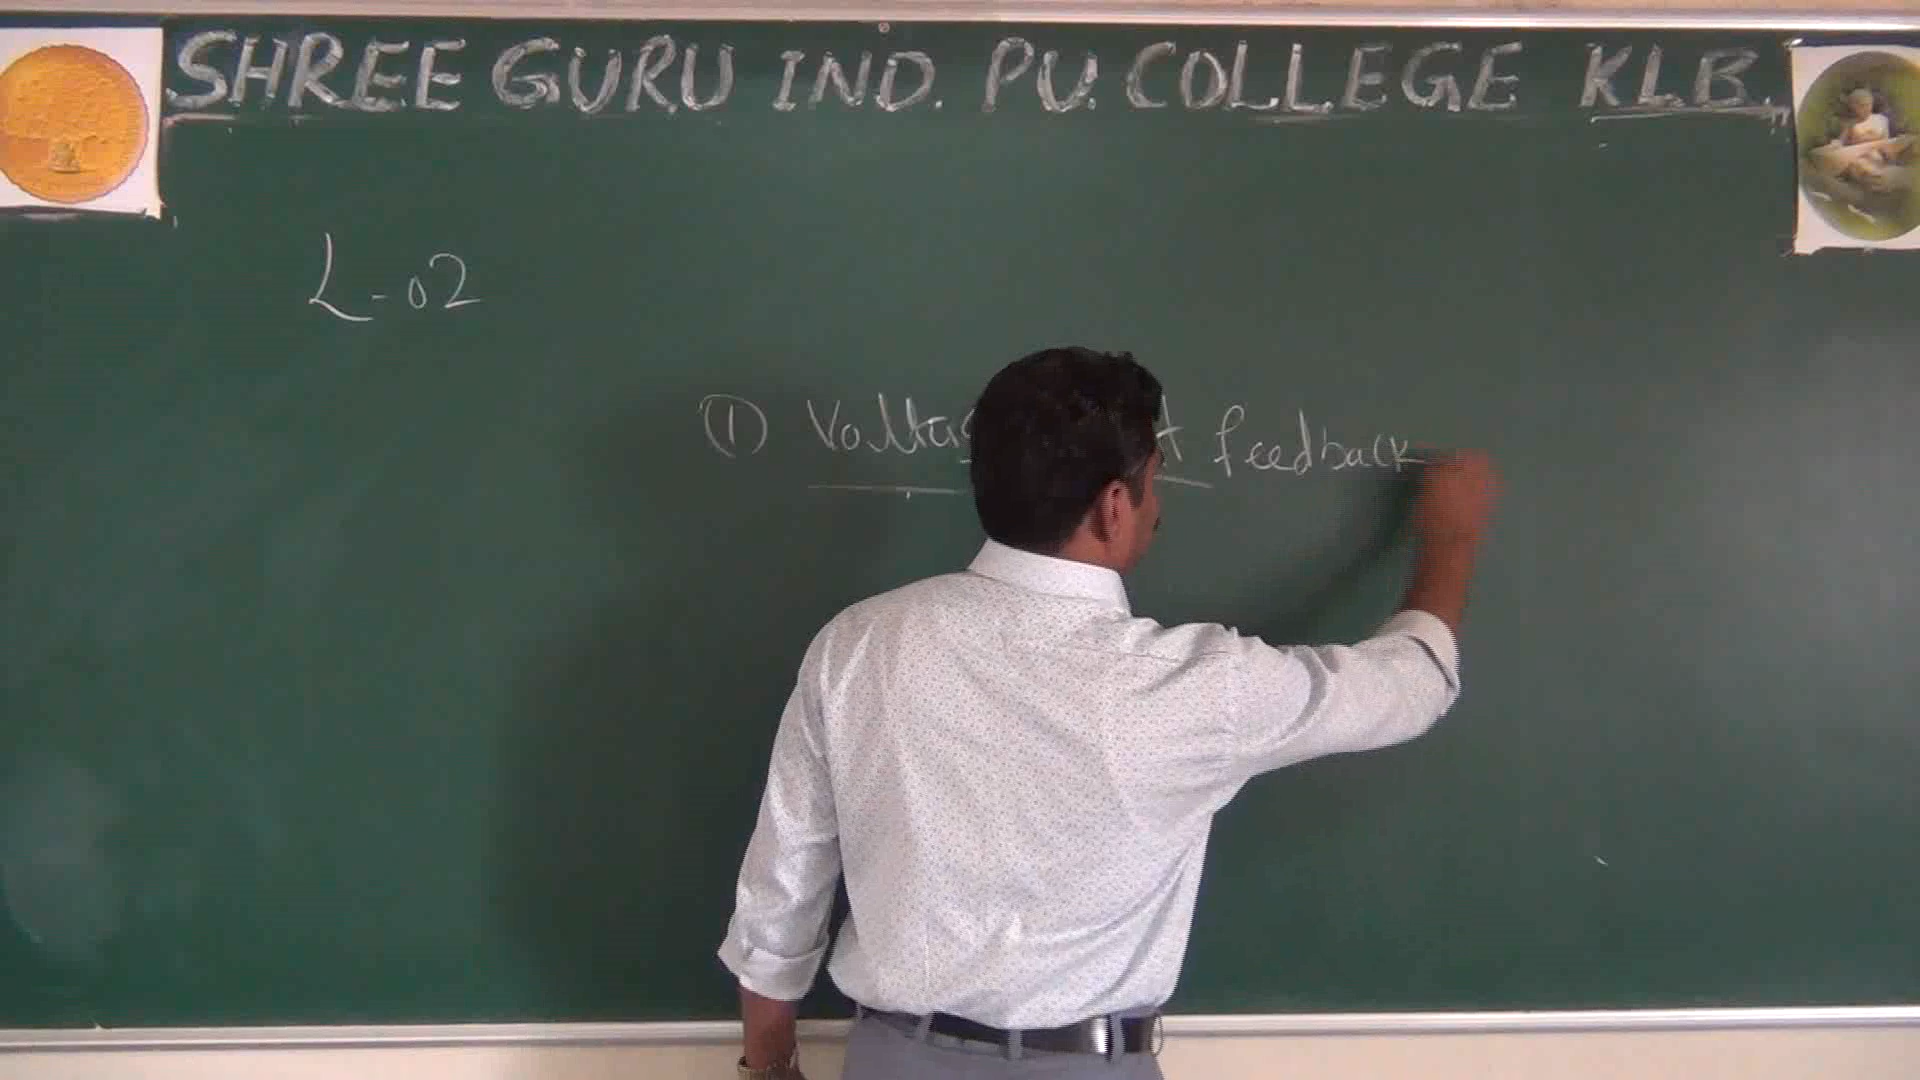 SHREE GURU IND. PU. COLLEGE KLB.
L-02
① feedback